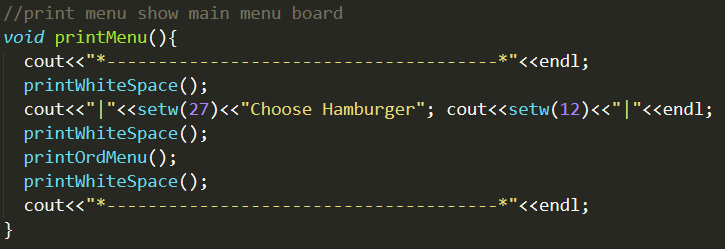 //print menu show main menu board
void printMenu(){
  cout<<"*--------------------------------------*"<<endl;
  printWhiteSpace();
  cout<<"|"<<setw(27)<<"Choose Hamburger"; cout<<setw(12)<<"|"<<endl;
  printWhiteSpace();
  printOrdMenu();
  printWhiteSpace();
  cout<<"*--------------------------------------*"<<endl;
}